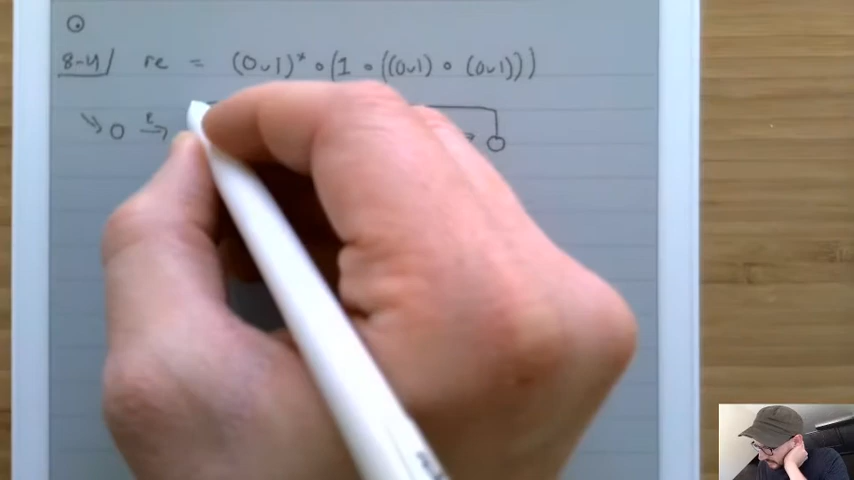 8-4/ re = (0∪1)* ∘ (1 ∘ ((0∪1) ∘ (0∪1)))
ε